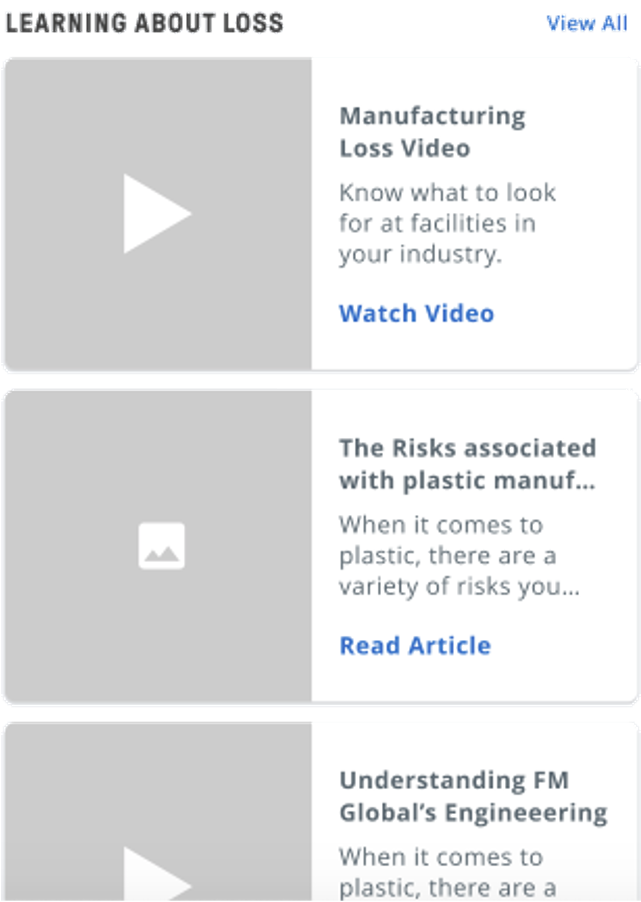 LEARNING ABOUT LOSS
View All
Manufacturing
Loss Video
Know what to look
for at facilities in
your industry.
Watch Video
The Risks associated
with plastic manuf...
When it comes to
plastic, there are a
variety of risks you...
Read Article
Understanding FM
Global’s Engineeering
When it comes to
plastic, there are a